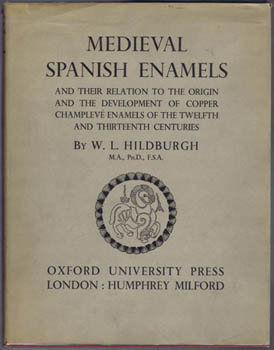 MEDIEVAL
SPANISH ENAMELS
AND THEIR RELATION TO THE ORIGIN
AND THE DEVELOPMENT OF COPPER
CHAMPLEVÉ ENAMELS OF THE TWELFTH
AND THIRTEENTH CENTURIES
BY W. L. HILDBURGH
M.A., PH.D., F.S.A.
OXFORD UNIVERSITY PRESS
LONDON : HUMPHREY MILFORD